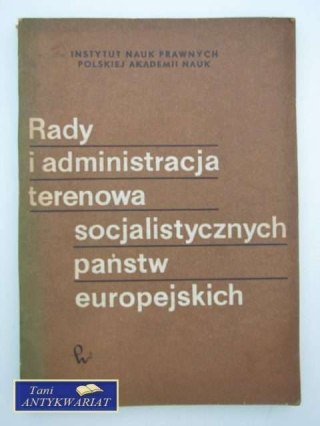 INSTYTUT NAUK PRAWNYCH
POLSKIEJ AKADEMII NAUK
Rady
i administracja
terenowa
socjalistycznych
państw
europejskich
Tani
ANTYKWARIAT